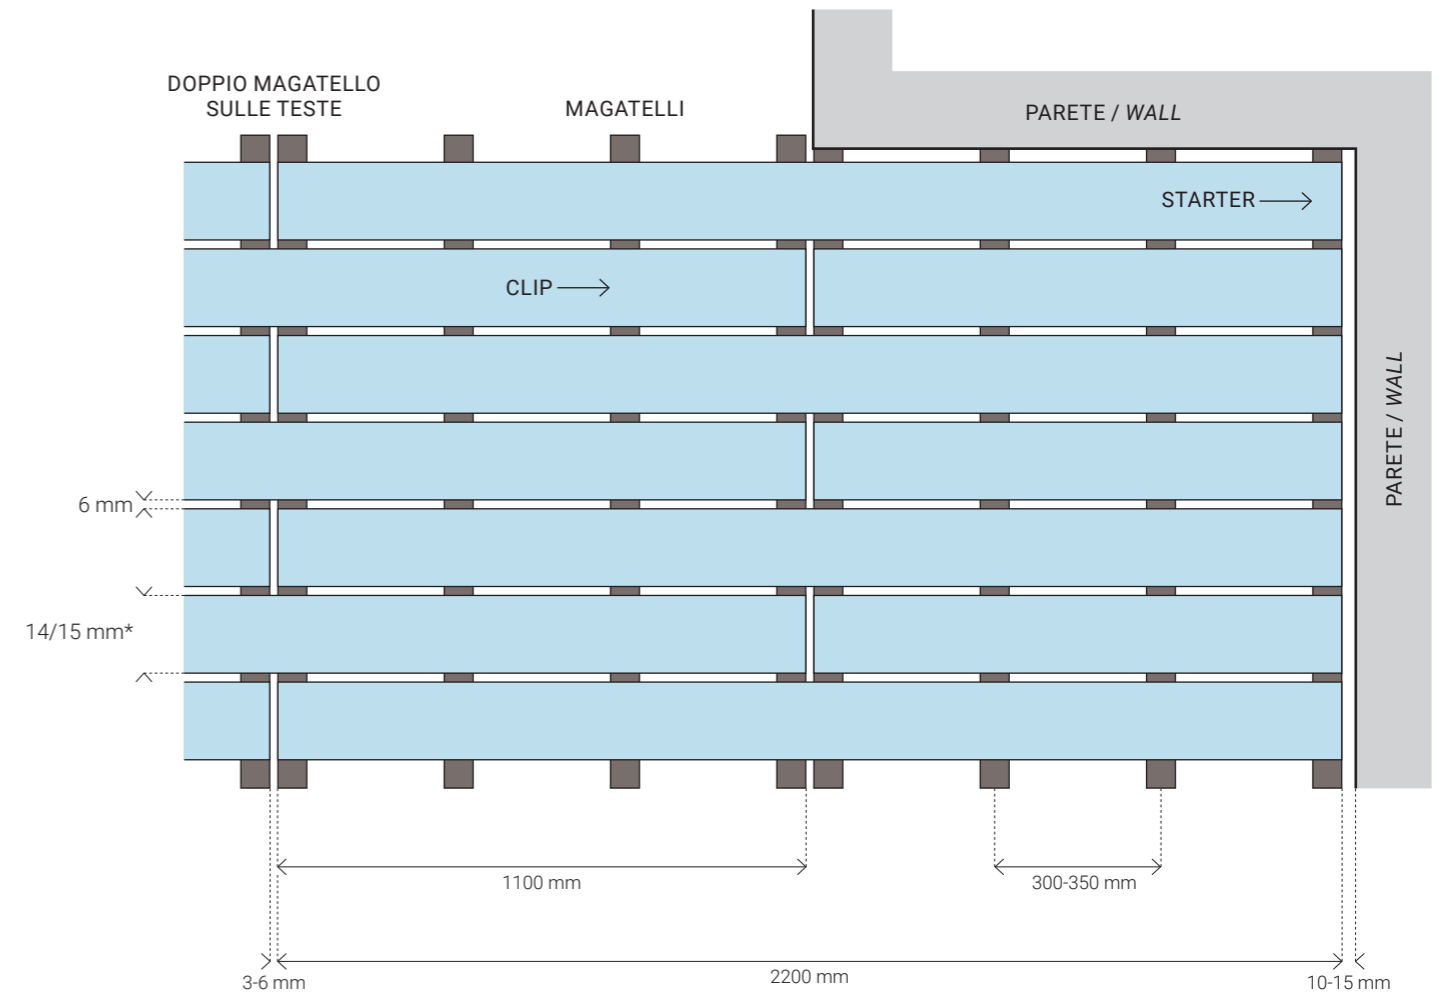 DOPPIO MAGATELLO
SULLE TESTE
MAGATELLI
PARETE / WALL
STARTER
CLIP
PARETE / WALL
6 mm
14/15 mm*
1100 mm
300-350 mm
3-6 mm
2200 mm
10-15 mm